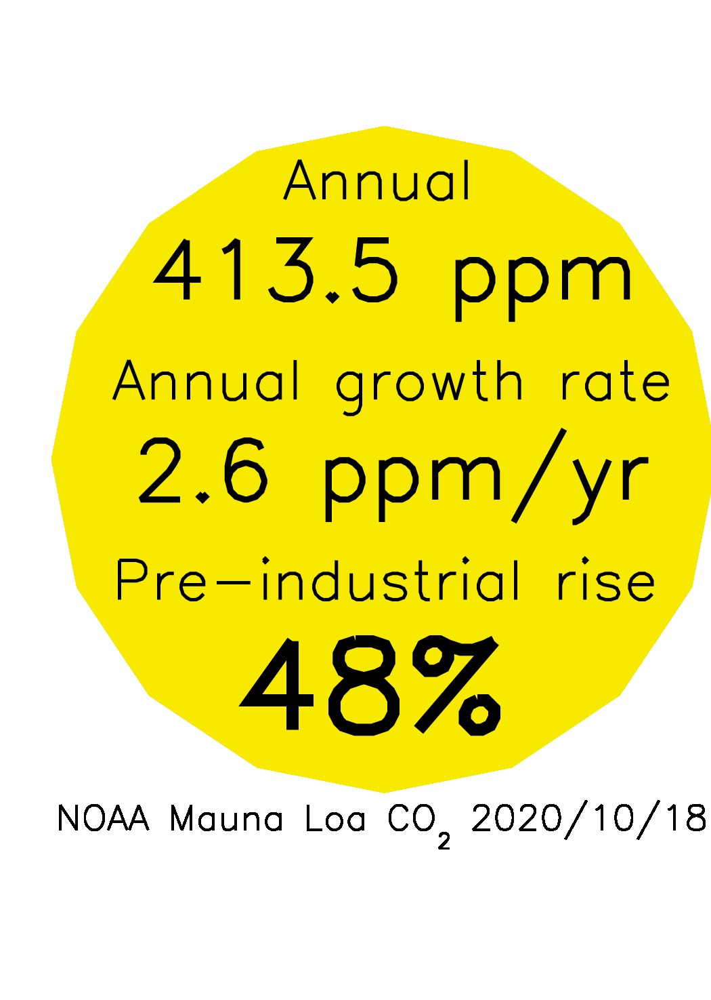 Annual
413.5 ppm
Annual growth rate
2.6 ppm/yr
Pre-industrial rise
48%
NOAA Mauna Loa CO₂ 2020/10/18